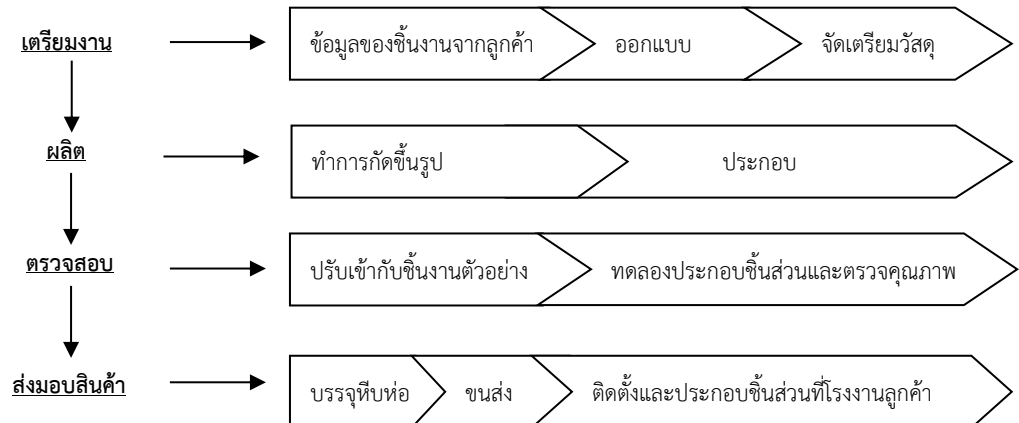 เตรียมงาน
ข้อมูลของชิ้นงานจากลูกค้า
ออกแบบ
จัดเตรียมวัสดุ
ผลิต
ทำการกัดขึ้นรูป
ประกอบ
ตรวจสอบ
ปรับเข้ากับชิ้นงานตัวอย่าง
ทดลองประกอบชิ้นส่วนและตรวจคุณภาพ
ส่งมอบสินค้า
บรรจุหีบห่อ
ขนส่ง
ติดตั้งและประกอบชิ้นส่วนที่โรงงานลูกค้า